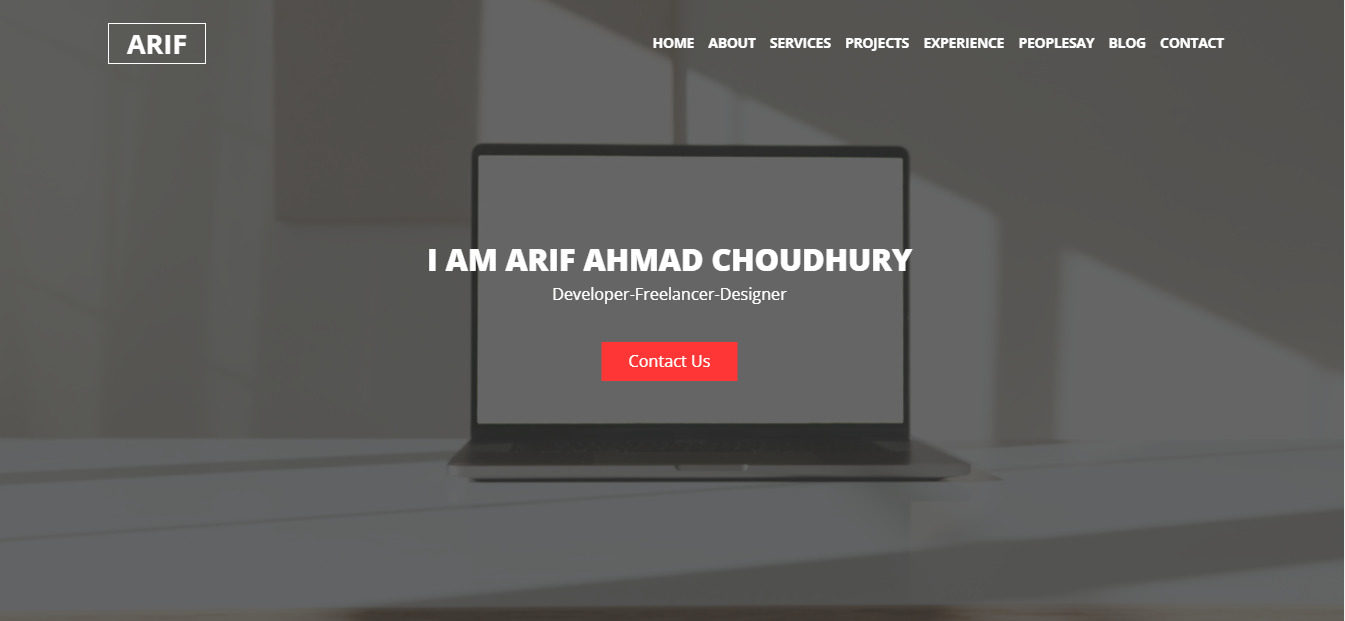 ARIF
HOME ABOUT SERVICES PROJECTS EXPERIENCE PEOPLESAY BLOG CONTACT
I AM ARIF AHMAD CHOUDHURY
Developer-Freelancer-Designer
Contact Us